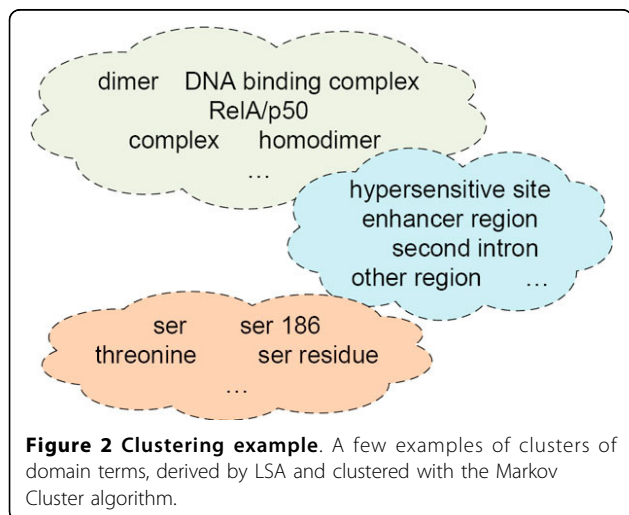 dimer DNA binding complex
RelA/p50
complex homodimer
...
hypersensitive site
enhancer region
second intron
other region ...
ser ser 186
threonine ser residue
...
Figure 2 Clustering example. A few examples of clusters of
domain terms, derived by LSA and clustered with the Markov
Cluster algorithm.